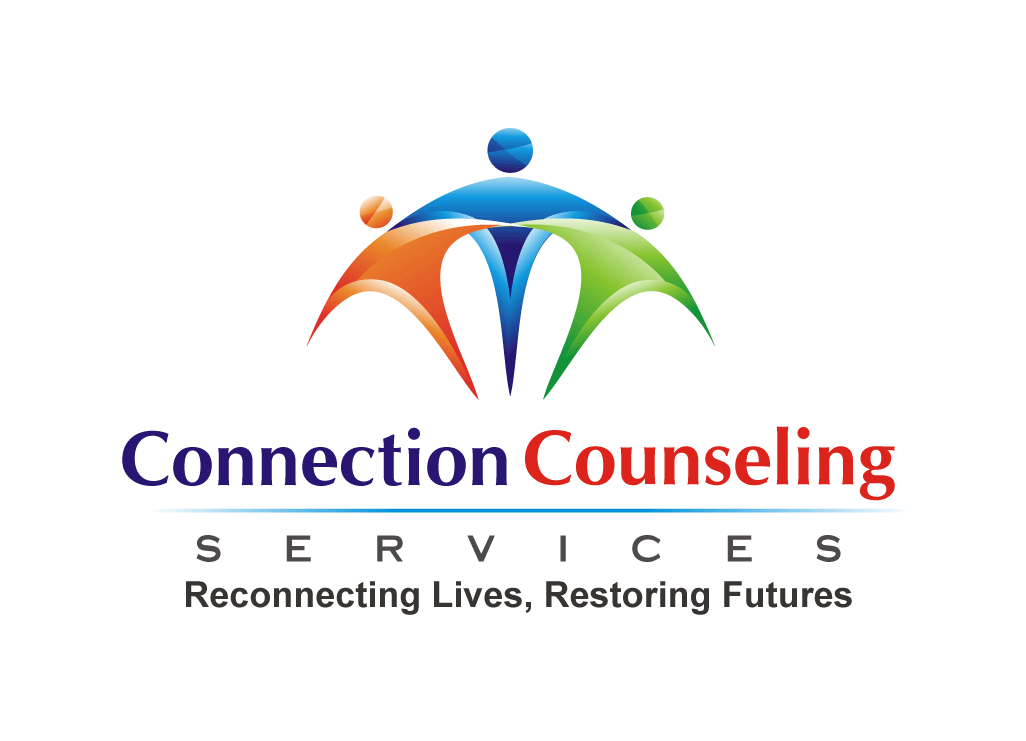 Connection Counseling
SERVICES
Reconnecting Lives, Restoring Futures